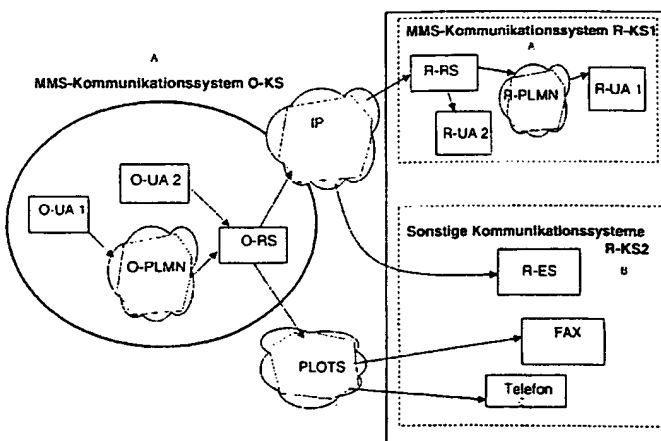 A
MMS-Kommunikationssystem O-KS
O-UA 1
O-UA 2
O-PLMN
O-RS
IP
PLOTS
MMS-Kommunikationssystem R-KS1
A
R-RS
R-PLMN
R-UA 1
R-UA 2
Sonstige Kommunikationssysteme
R-KS2
B
R-ES
FAX
Telefon